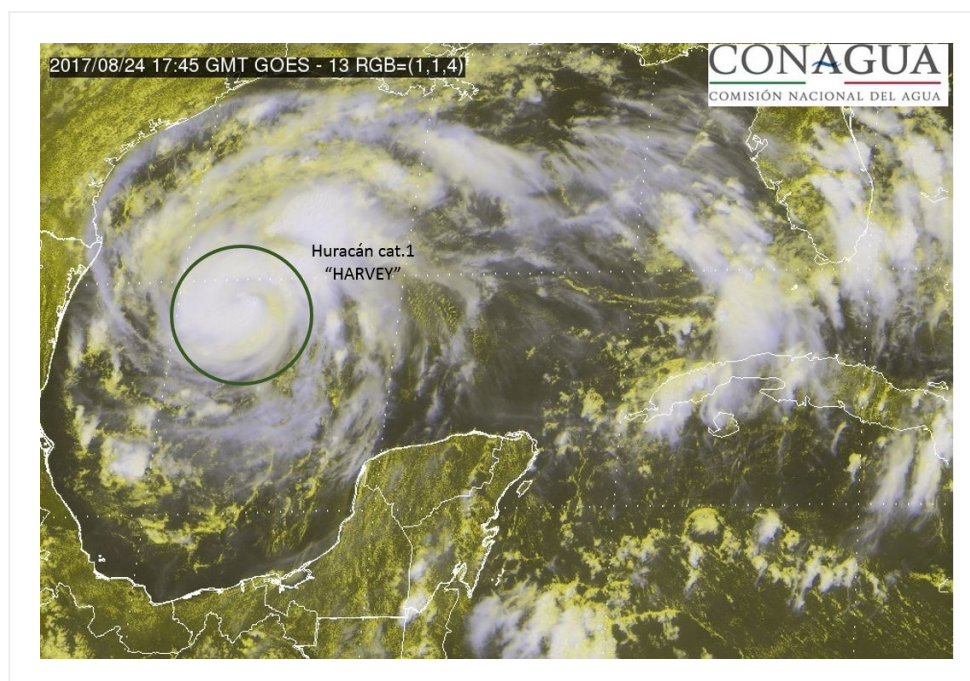 2017/08/24 17:45 GMT GOES - 13 RGB=(1,1,4)
CONAGUA
COMISIÓN NACIONAL DEL AGUA
Huracán cat.1
“HARVEY”